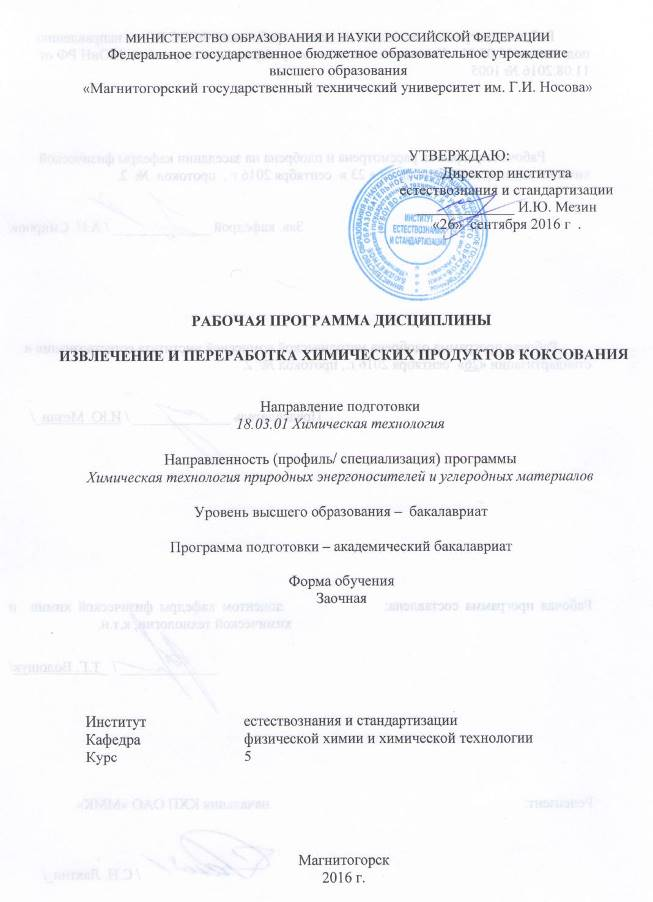 МИНИСТЕРСТВО ОБРАЗОВАНИЯ И НАУКИ РОССИЙСКОЙ ФЕДЕРАЦИИ
Федеральное государственное бюджетное образовательное учреждение
высшего образования
«Магнитогорский государственный технический университет им. Г.И. Носова»
УТВЕРЖДАЮ:
Директор института
естествознания и стандартизации
И.Ю. Мезин
«26» сентября 2016 г .
ИНСТИТУТ
ЕСТЕСТВОЗНАНИЯ
И СТАНДАРТИЗАЦИИ
РАБОЧАЯ ПРОГРАММА ДИСЦИПЛИНЫ
ИЗВЛЕЧЕНИЕ И ПЕРЕРАБОТКА ХИМИЧЕСКИХ ПРОДУКТОВ КОКСОВАНИЯ
Направление подготовки
18.03.01 Химическая технология
Направленность (профиль/ специализация) программы
Химическая технология природных энергоносителей и углеродных материалов
Уровень высшего образования – бакалавриат
Программа подготовки – академический бакалавриат
Форма обучения
Заочная
Институт естествознания и стандартизации
Кафедра физической химии и химической технологии
Курс 5
Магнитогорск
2016 г.